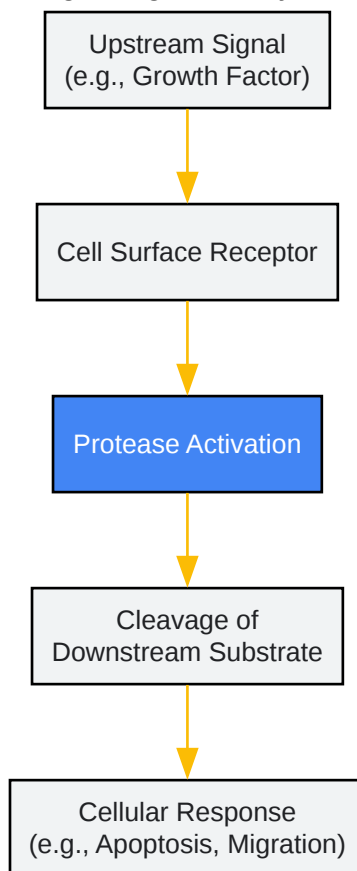 Upstream Signal
(e.g., Growth Factor)
Cell Surface Receptor
Protease Activation
Cleavage of
Downstream Substrate
Cellular Response
(e.g., Apoptosis, Migration)